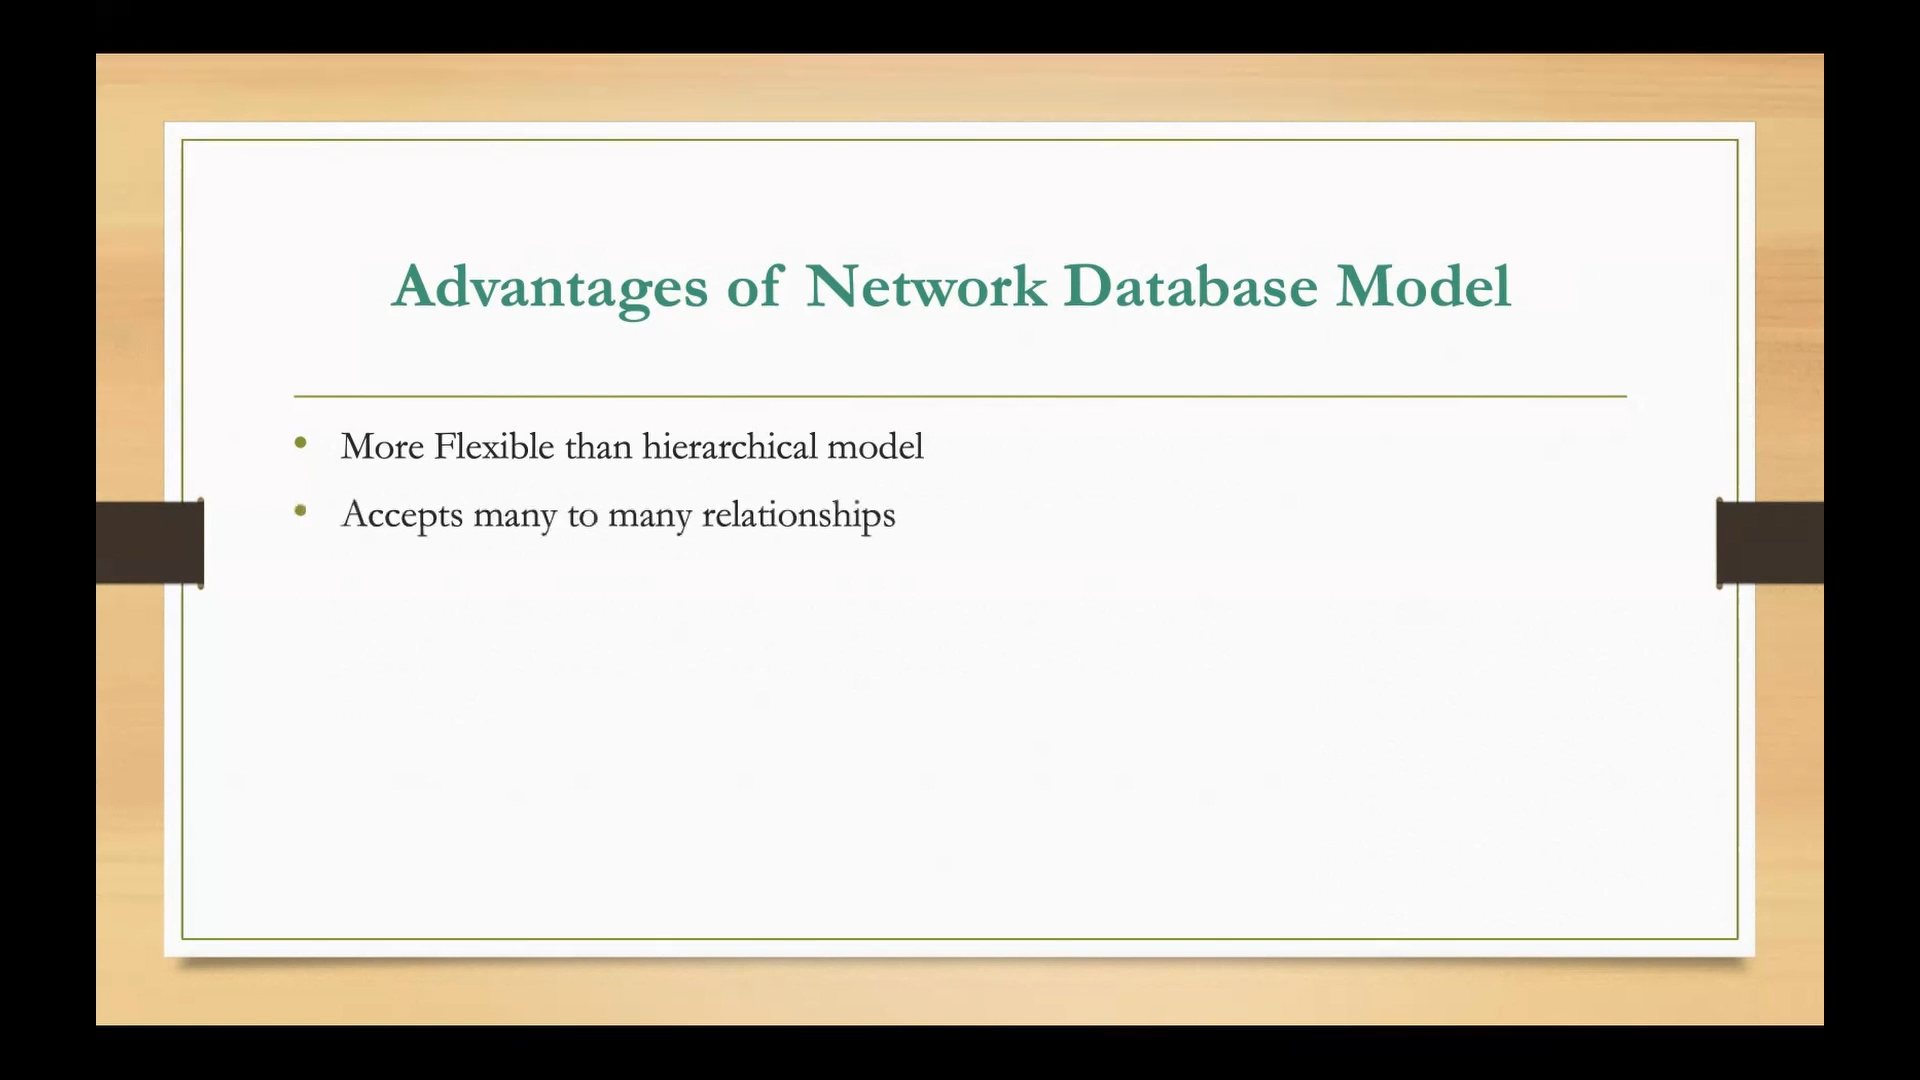 Advantages of Network Database Model
• More Flexible than hierarchical model
• Accepts many to many relationships